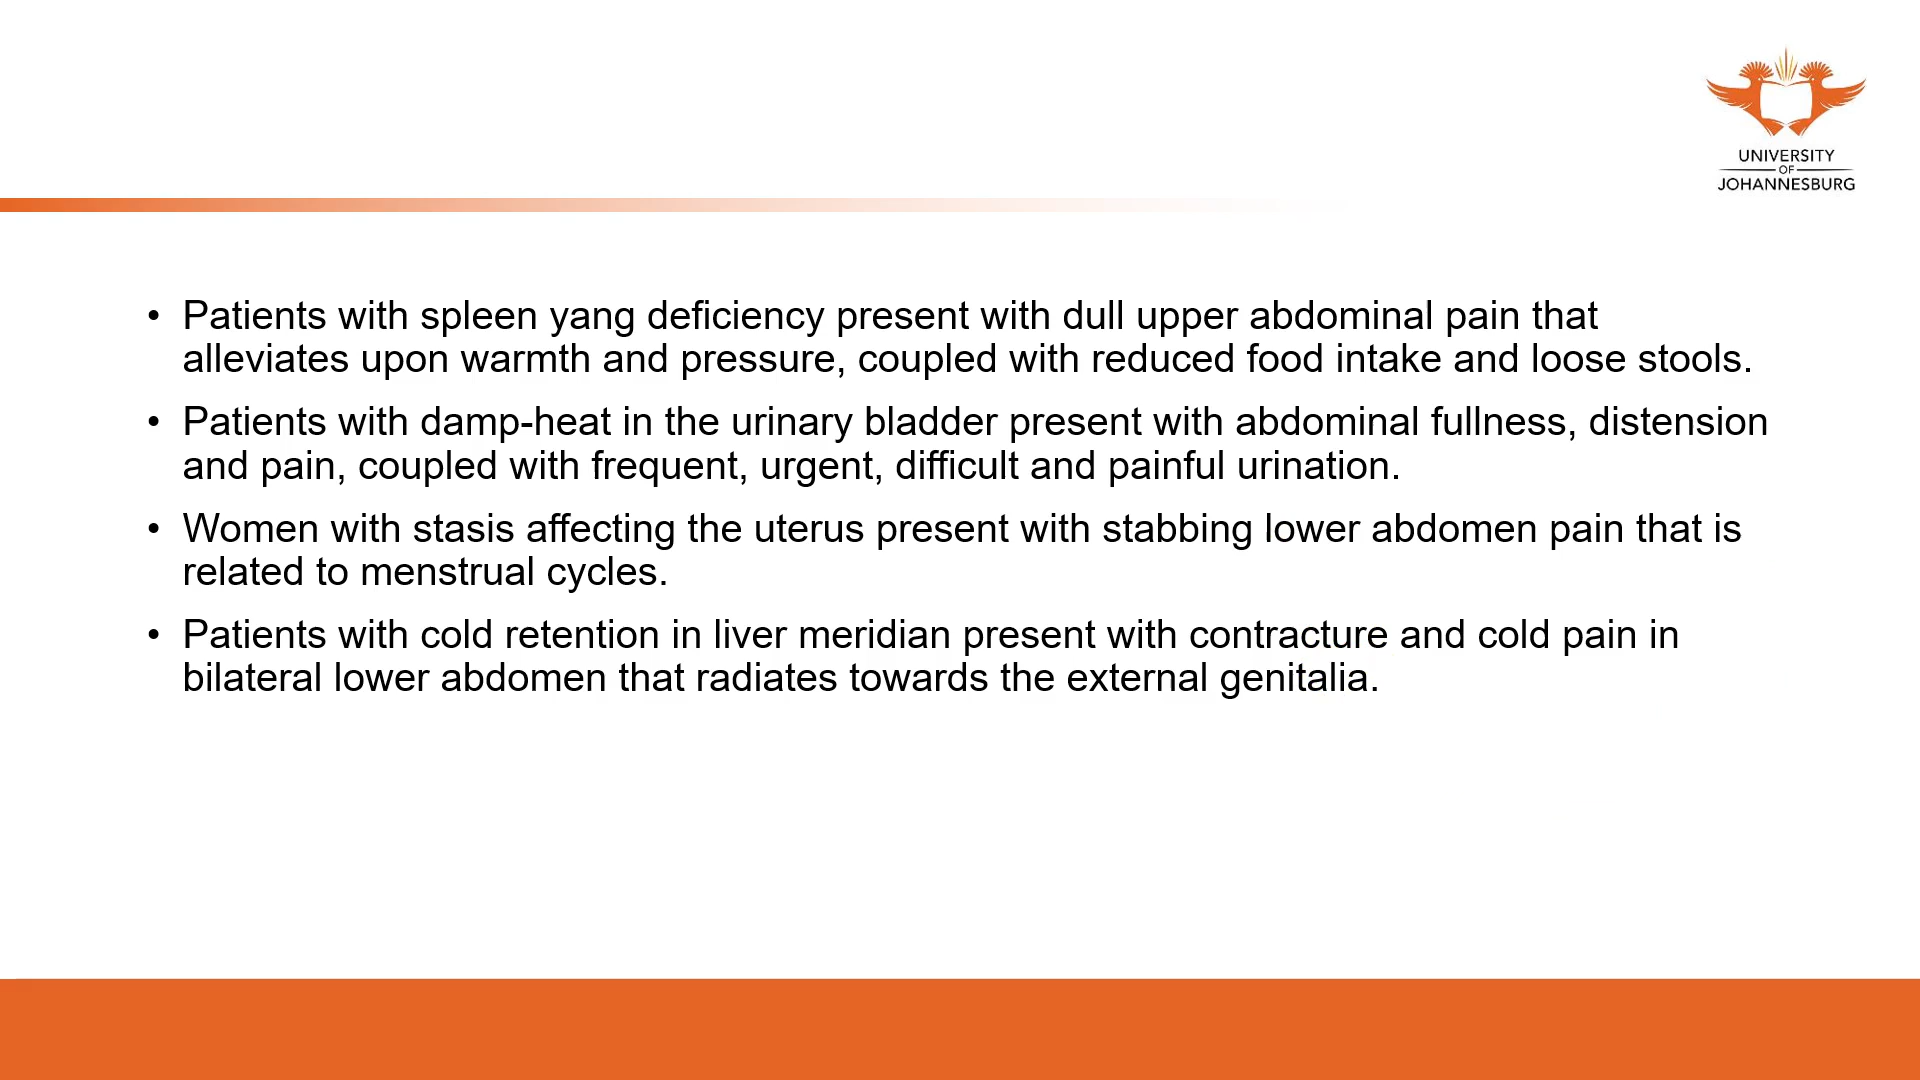 UNIVERSITY
OF
JOHANNESBURG
• Patients with spleen yang deficiency present with dull upper abdominal pain that
alleviates upon warmth and pressure, coupled with reduced food intake and loose stools.
• Patients with damp-heat in the urinary bladder present with abdominal fullness, distension
and pain, coupled with frequent, urgent, difficult and painful urination.
• Women with stasis affecting the uterus present with stabbing lower abdomen pain that is
related to menstrual cycles.
• Patients with cold retention in liver meridian present with contracture and cold pain in
bilateral lower abdomen that radiates towards the external genitalia.